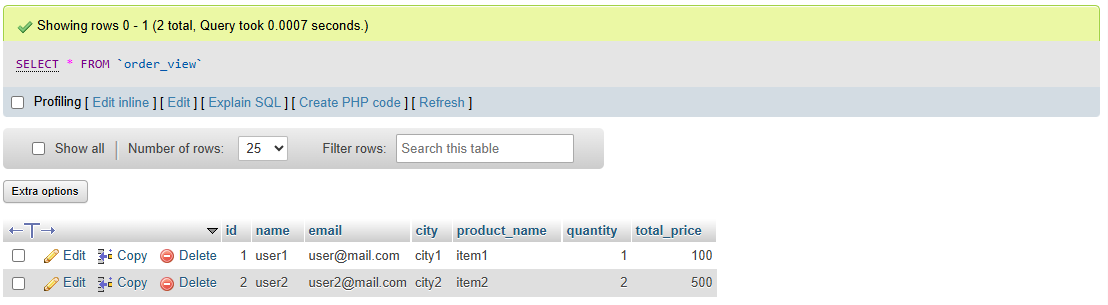 Showing rows 0 - 1 (2 total, Query took 0.0007 seconds.)
SELECT * FROM `order_view`
Profiling [ Edit inline ] [ Edit ] [ Explain SQL ] [ Create PHP code ] [ Refresh ]
Show all Number of rows: 25 Filter rows: Search this table
Extra options
id name email city product_name quantity total_price
Edit Copy Delete 1 user1 user@mail.com city1 item1 1 100
Edit Copy Delete 2 user2 user2@mail.com city2 item2 2 500